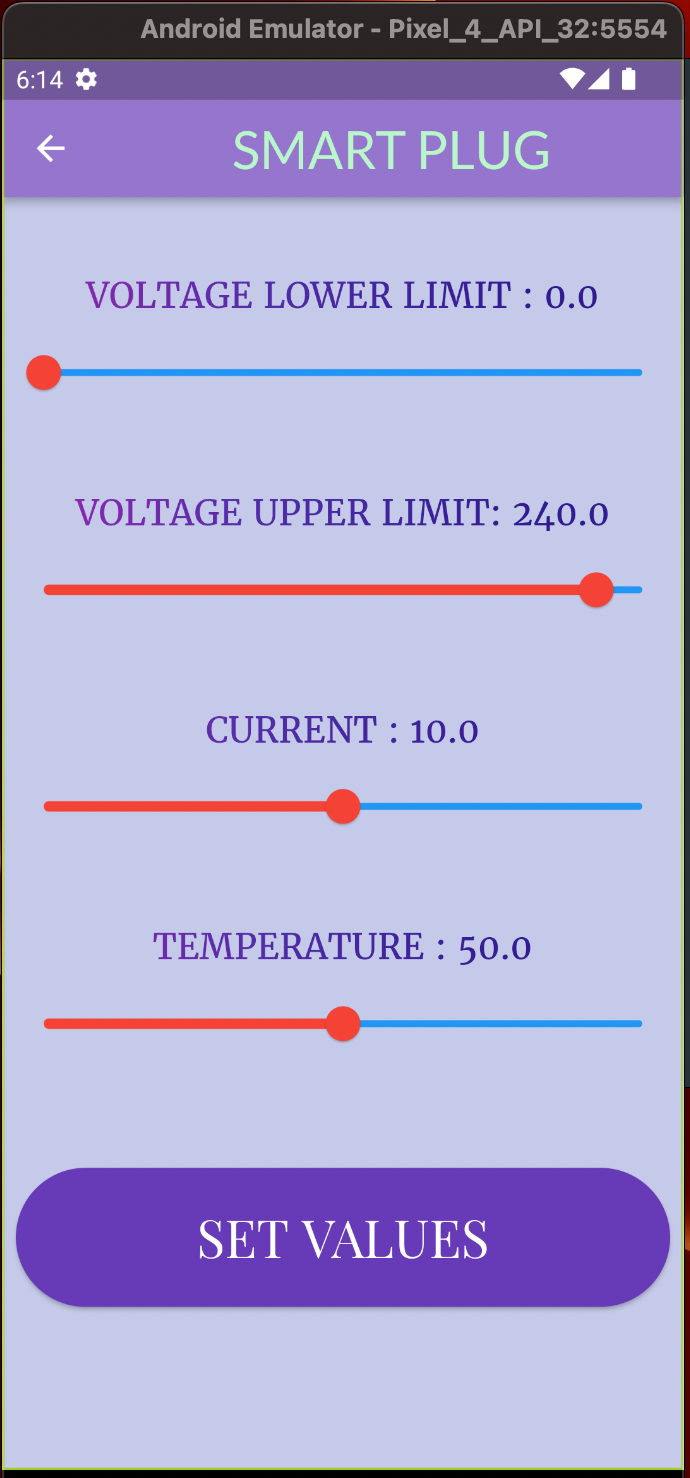 Android Emulator - Pixel_4_API_32:5554
6:14
SMART PLUG
VOLTAGE LOWER LIMIT : 0.0
VOLTAGE UPPER LIMIT: 240.0
CURRENT : 10.0
TEMPERATURE : 50.0
SET VALUES